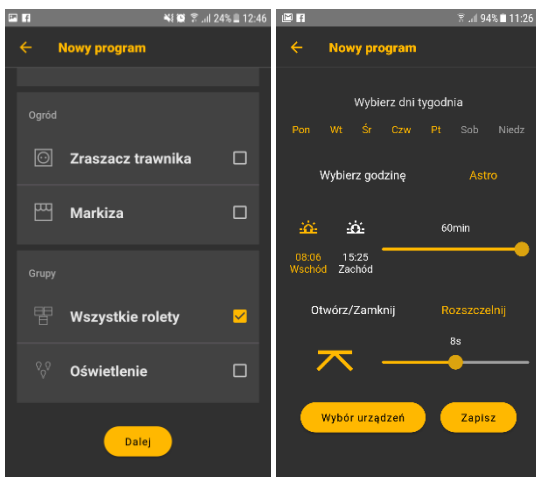 24% 12:46
Nowy program
Ogród
Zraszacz trawnika
Markiza
Grupy
Wszystkie rolety
Oświetlenie
Dalej
94% 11:26
Nowy program
Wybierz dni tygodnia
Pon Wt Śr Czw Pt Sob Niedz
Wybierz godzinę Astro
60min
08:06 15:25
Wschód Zachód
Otwórz/Zamknij Rozszczelnij
8s
Wybór urządzeń Zapisz